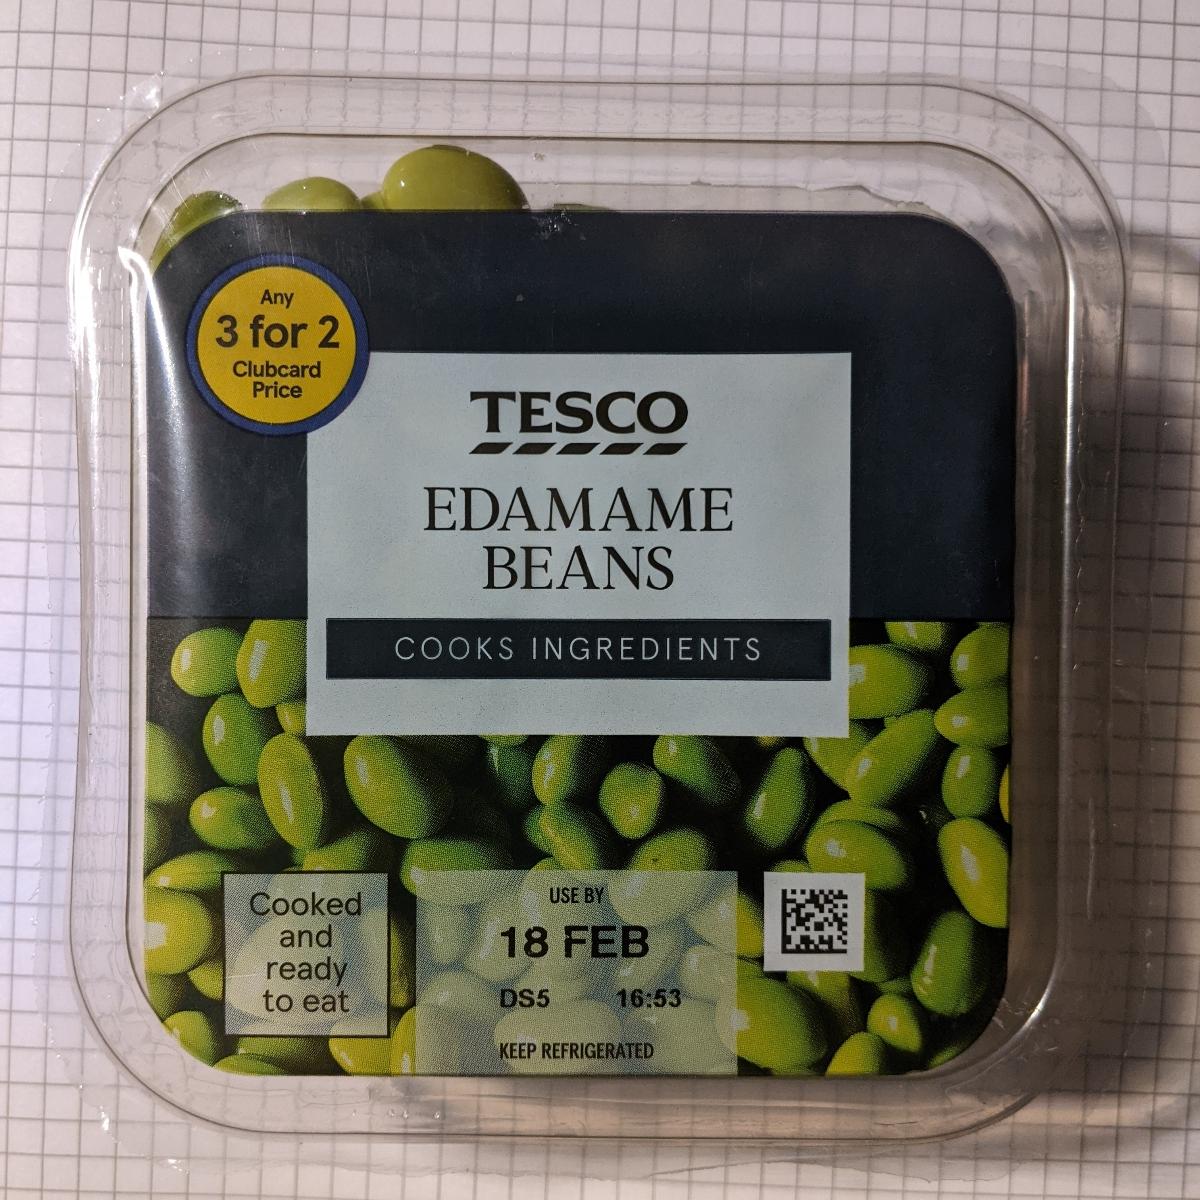 Any
3 for 2
Clubcard
Price
TESCO
EDAMAME
BEANS
COOKS INGREDIENTS
Cooked
and
ready
to eat
USE BY
18 FEB
DS5 16:53
KEEP REFRIGERATED